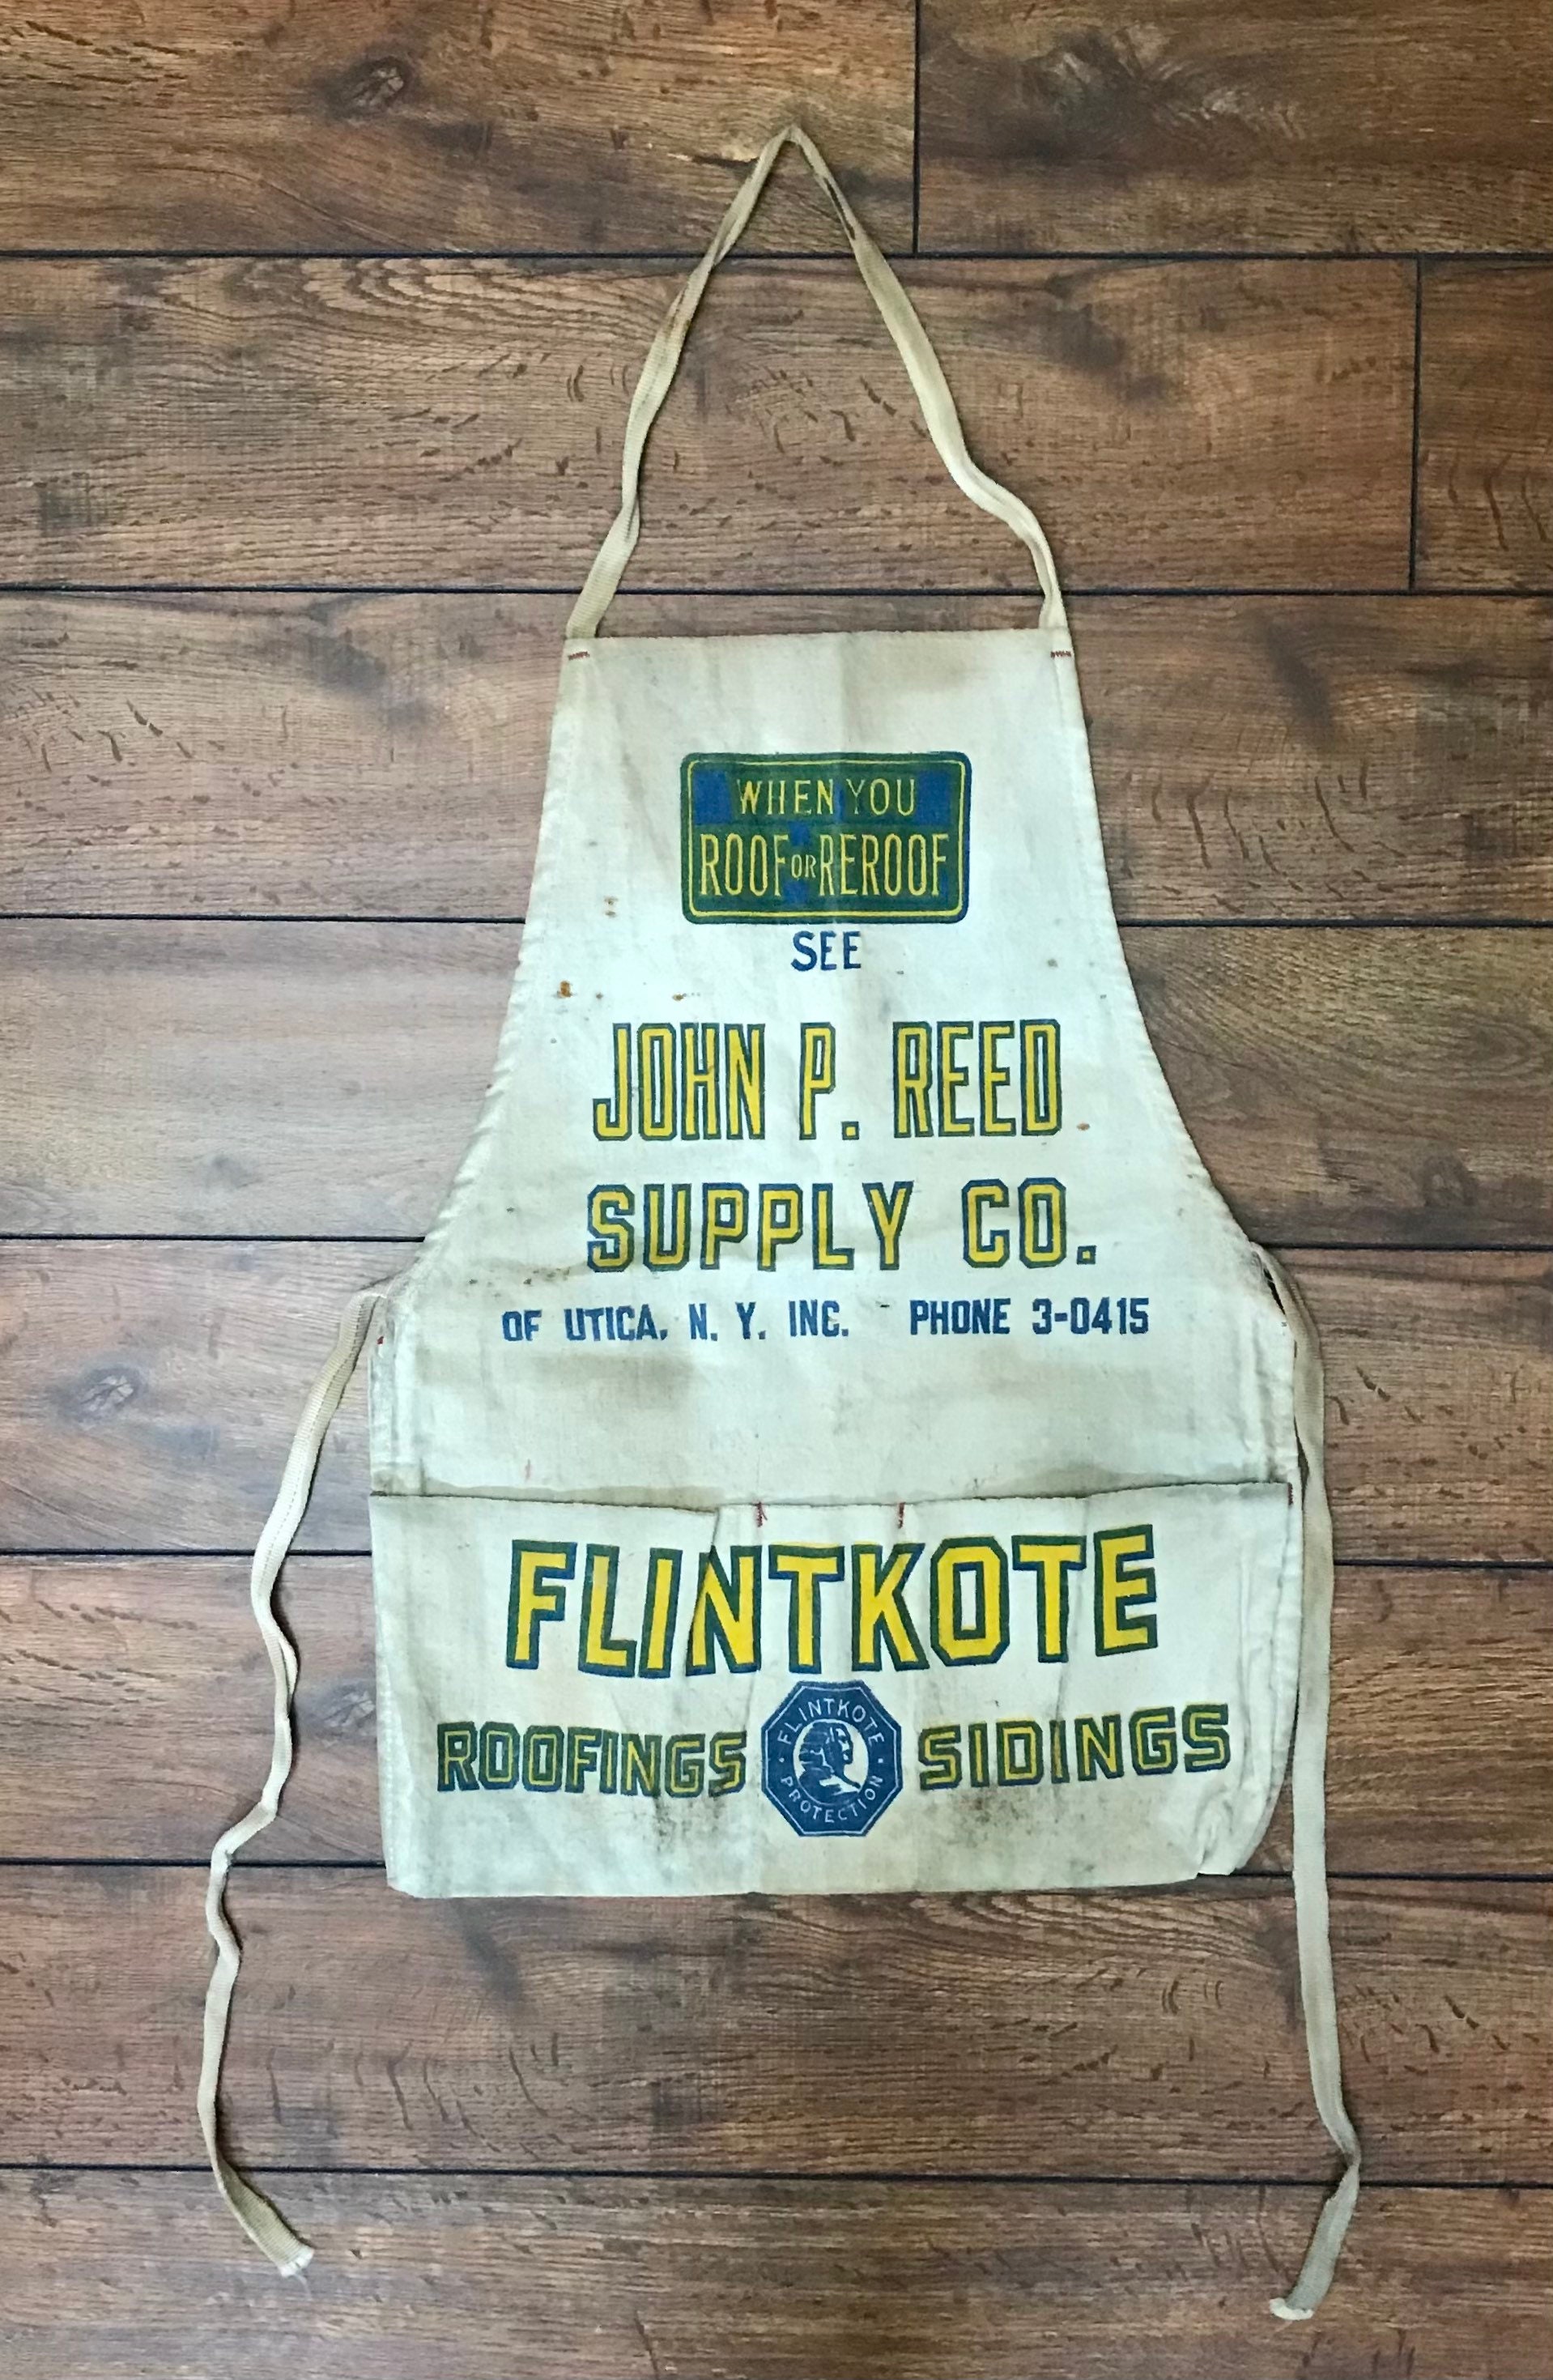 WHEN YOU
ROOF OR REROOF
SEE
JOHN P. REED
SUPPLY CO.
OF UTICA, N. Y. INC. PHONE 3-0415
FLINTKOTE
ROOFINGS SIDINGS
FLINTKOTE
PROTECTION